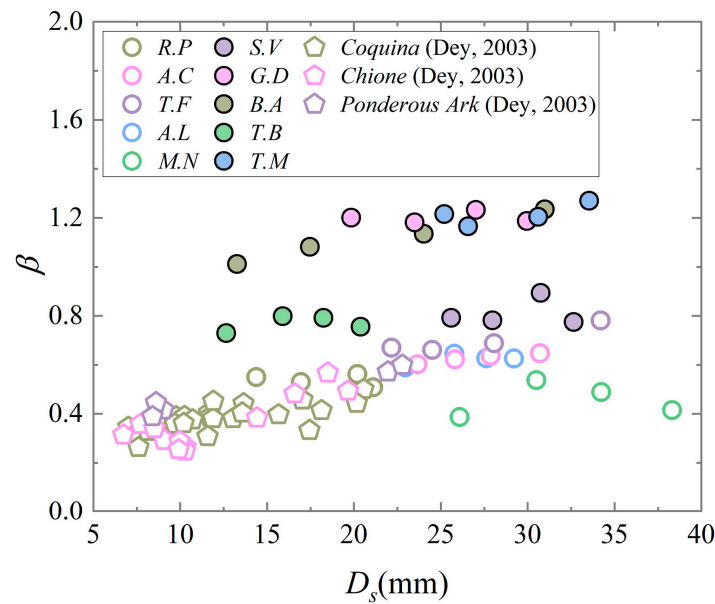 2.0
1.6
1.2
0.8
0.4
0.0
β
R.P
S.V
Coquina (Dey, 2003)
A.C
G.D
Chione (Dey, 2003)
T.F
B.A
Ponderous Ark (Dey, 2003)
A.L
T.B
M.N
T.M
5 10 15 20 25 30 35 40
Ds(mm)